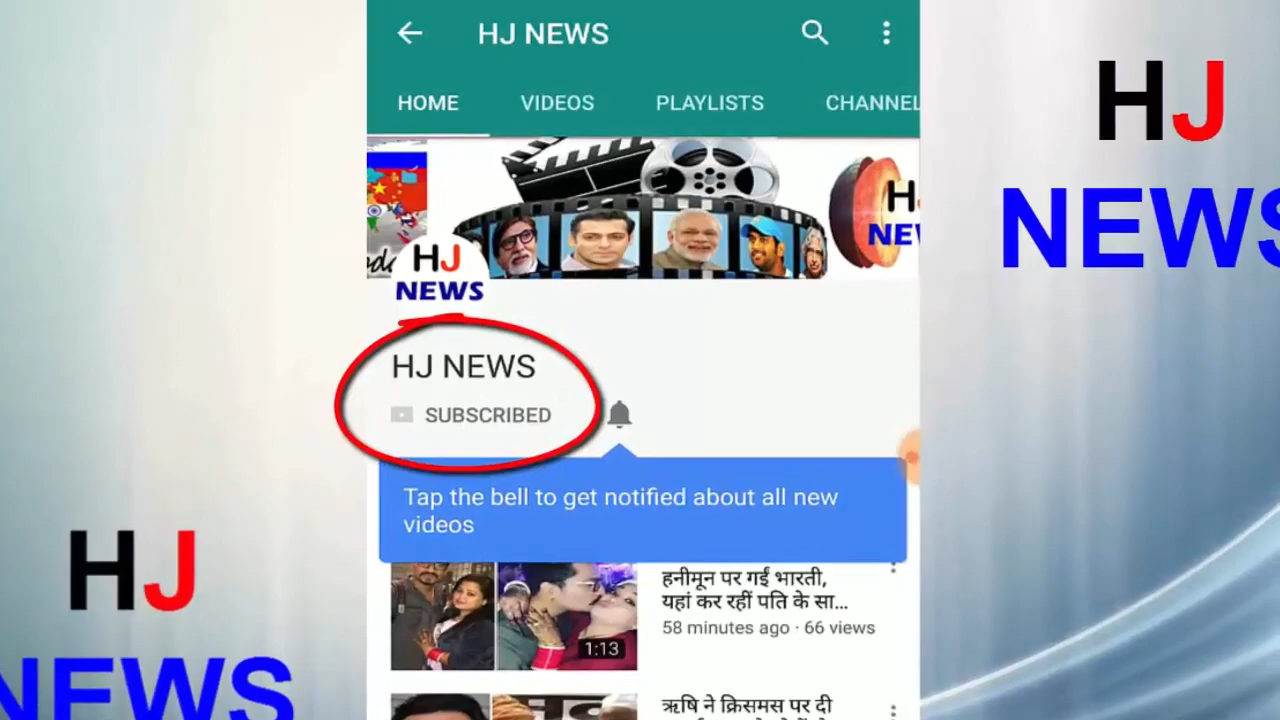 HJ NEWS
HOME VIDEOS PLAYLISTS CHANNEL
HJ
NEWS
HJ
NEWS
HJ NEWS
SUBSCRIBED
Tap the bell to get notified about all new
videos
हनीमून पर गईं भारती,
यहां कर रहीं पति के सा...
58 minutes ago · 66 views
1:13
ऋषि ने क्रिसमस पर दी
HJ
NEWS